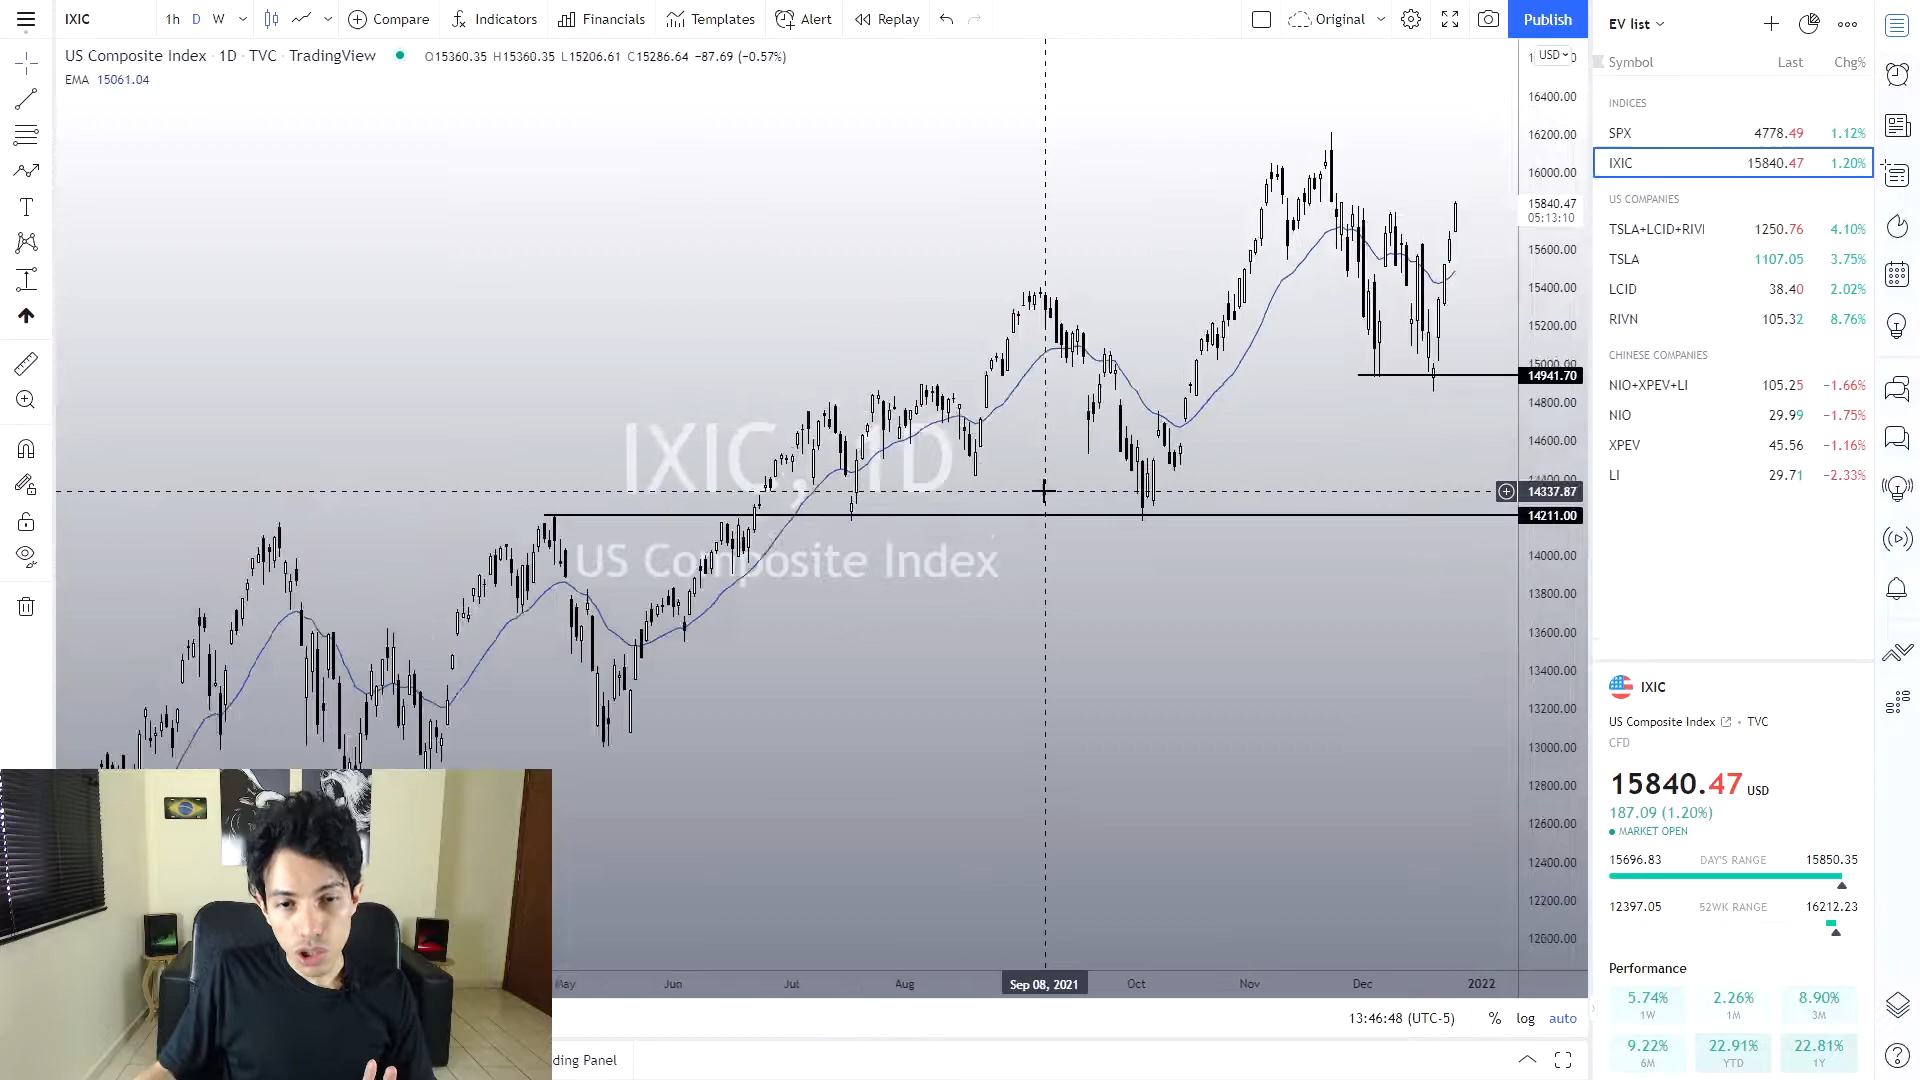 IXIC 1h D W Compare Indicators Financials Templates Alert Replay Original Publish
US Composite Index · 1D · TVC · TradingView O15360.35 H15360.35 L15206.61 C15286.64 −87.69 (−0.57%)
EMA 15061.04
USD
16400.00
16200.00
16000.00
15840.47
05:13:10
15600.00
15400.00
15200.00
15000.00
14941.70
14800.00
14600.00
14400.00
14337.87
14211.00
14000.00
13800.00
13600.00
13400.00
13200.00
13000.00
12800.00
12600.00
12400.00
12200.00
12000.00
IXIC, 1D
US Composite Index
May Jun Jul Aug Sep 08, 2021 Oct Nov Dec 2022
13:46:48 (UTC-5) % log auto
ding Panel
EV list
Symbol Last Chg%
INDICES
SPX 4778.49 1.12%
IXIC 15840.47 1.20%
US COMPANIES
TSLA+LCID+RIVI 1250.76 4.10%
TSLA 1107.05 3.75%
LCID 38.40 2.02%
RIVN 105.32 8.76%
CHINESE COMPANIES
NIO+XPEV+LI 105.25 −1.66%
NIO 29.99 −1.75%
XPEV 45.56 −1.16%
LI 29.71 −2.33%
IXIC
US Composite Index • TVC
CFD
15840.47 USD
187.09 (1.20%)
MARKET OPEN
15696.83 DAY'S RANGE 15850.35
12397.05 52WK RANGE 16212.23
Performance
5.74% 2.26% 8.90%
1W 1M 3M
9.22% 22.91% 22.81%
6M YTD 1Y